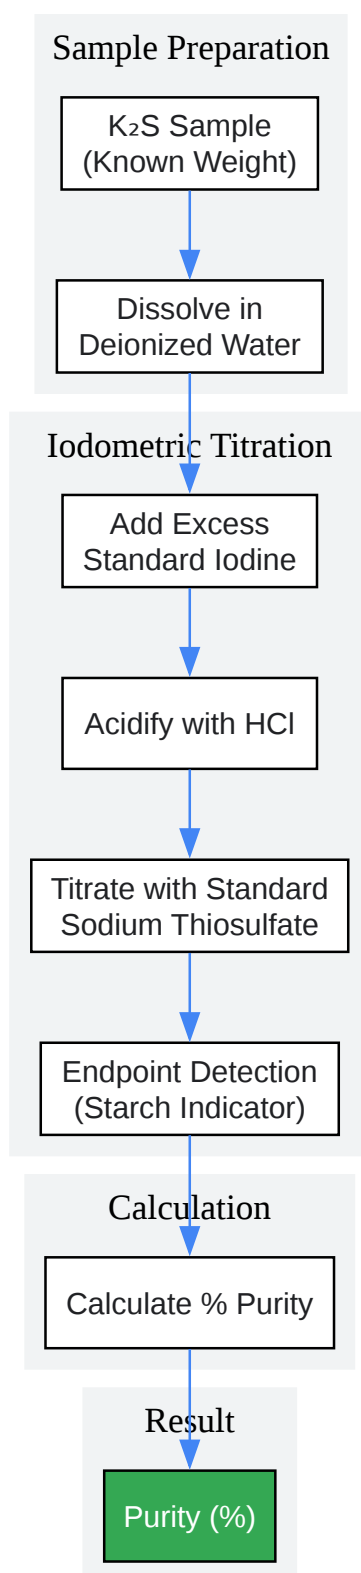 Sample Preparation
K₂S Sample
(Known Weight)
Dissolve in
Deionized Water
Iodometric Titration
Add Excess
Standard Iodine
Acidify with HCl
Titrate with Standard
Sodium Thiosulfate
Endpoint Detection
(Starch Indicator)
Calculation
Calculate % Purity
Result
Purity (%)